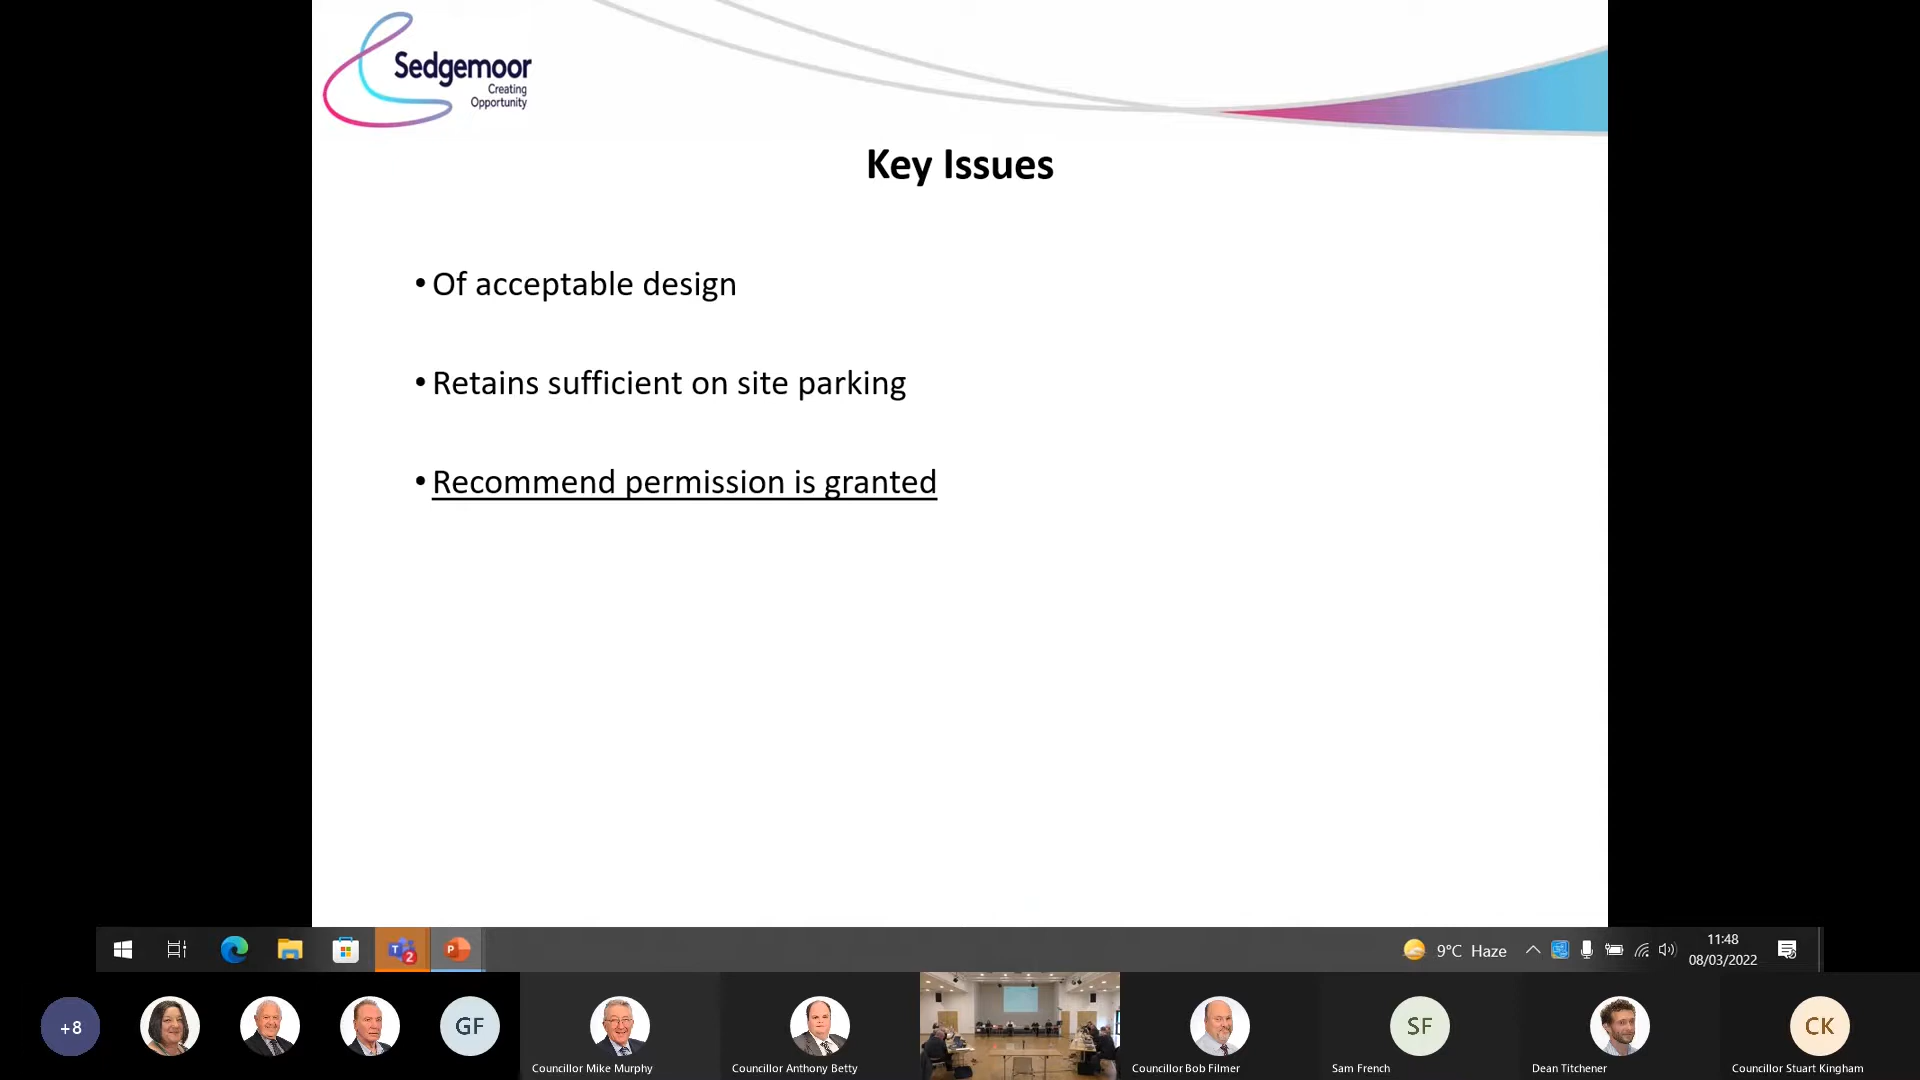 Sedgemoor
Creating
Opportunity
Key Issues
• Of acceptable design
• Retains sufficient on site parking
• Recommend permission is granted
T
2
P
9°C Haze
11:48
08/03/2022
+8
GF
Councillor Mike Murphy
Councillor Anthony Betty
Councillor Bob Filmer
SF
Sam French
Dean Titchener
CK
Councillor Stuart Kingham